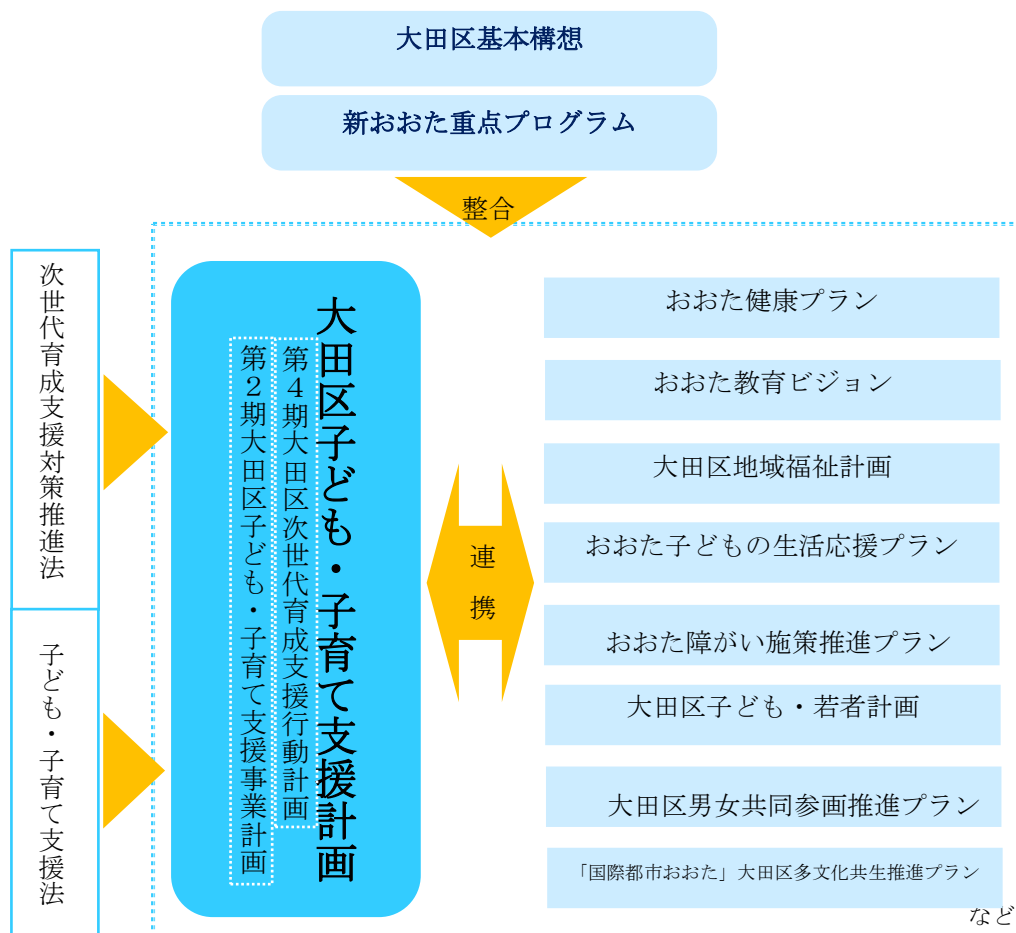 大田区基本構想
新おおた重点プログラム
整合
次世代育成支援対策推進法
子ども・子育て支援法
大田区子ども・子育て支援計画
第４期大田区次世代育成支援行動計画
第２期大田区子ども・子育て支援事業計画
連
携
おおた健康プラン
おおた教育ビジョン
大田区地域福祉計画
おおた子どもの生活応援プラン
おおた障がい施策推進プラン
大田区子ども・若者計画
大田区男女共同参画推進プラン
「国際都市おおた」大田区多文化共生推進プラン
など